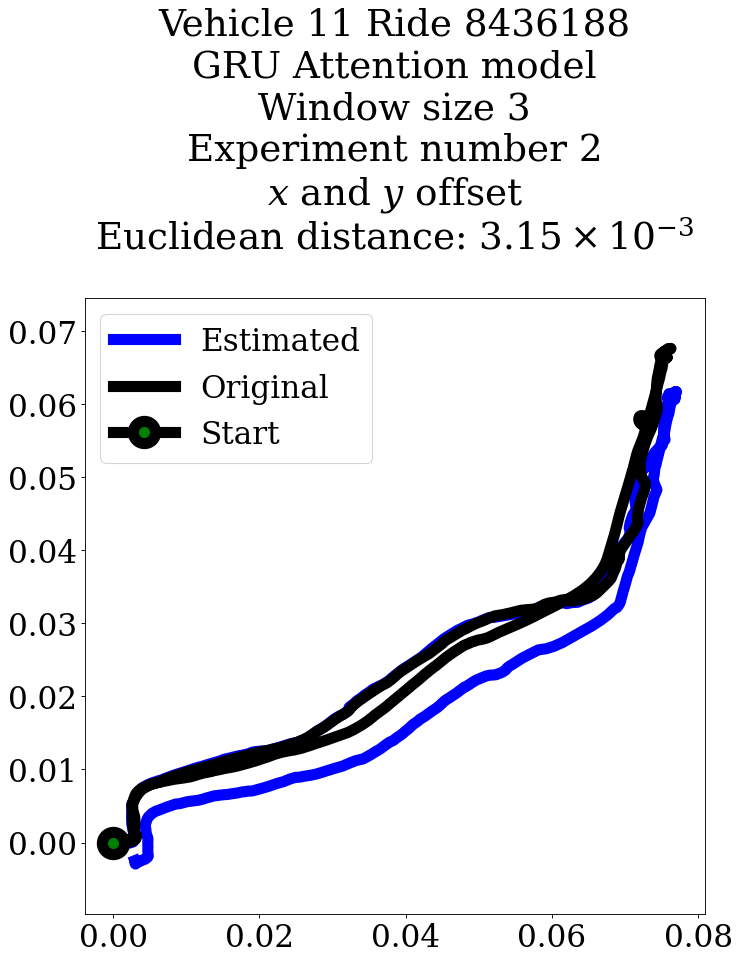 Vehicle 11 Ride 8436188
GRU Attention model
Window size 3
Experiment number 2
x and y offset
Euclidean distance: 3.15 × 10⁻³
Estimated
Original
Start
0.07
0.06
0.05
0.04
0.03
0.02
0.01
0.00
0.00 0.02 0.04 0.06 0.08